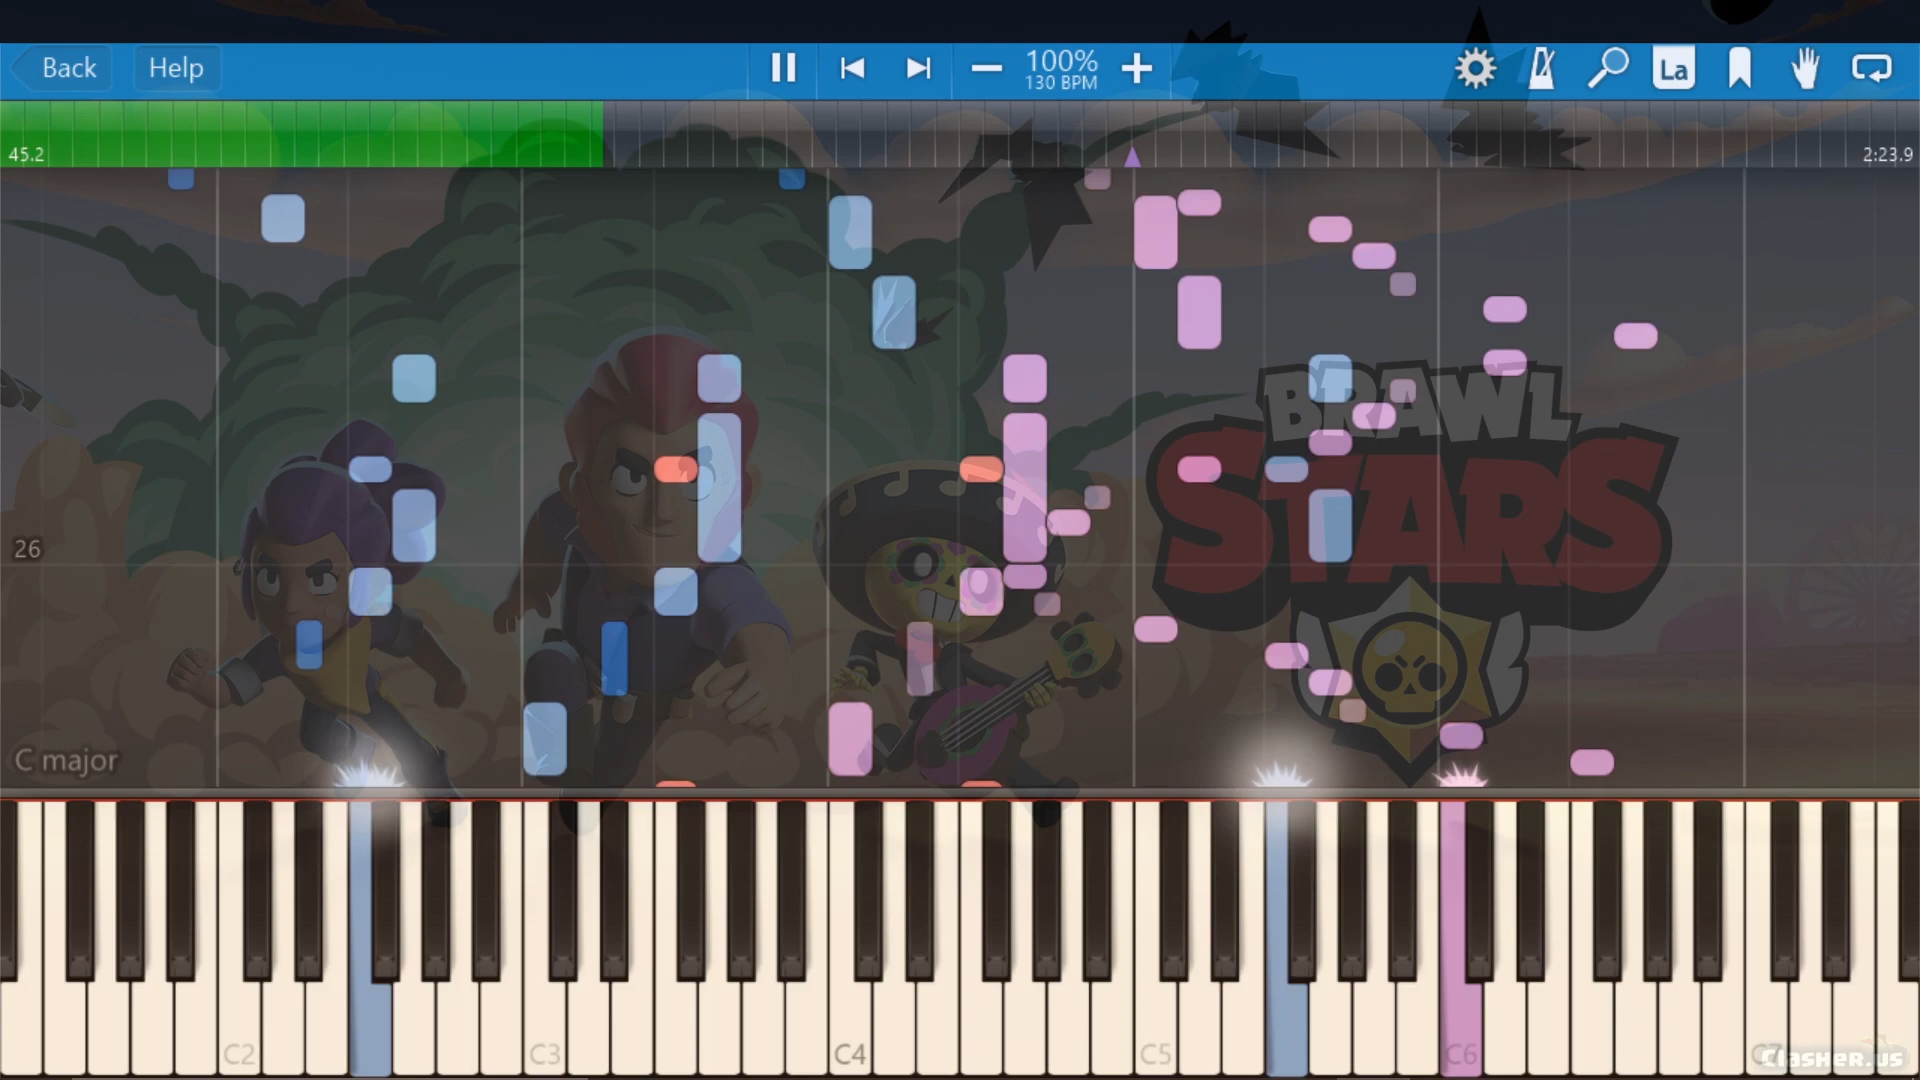 Back Help 100% La
130 BPM
45.2 2:23.9
BRAWL
STARS
26
C major
C2 C3 C4 C5 C6 C7
Clasher.us